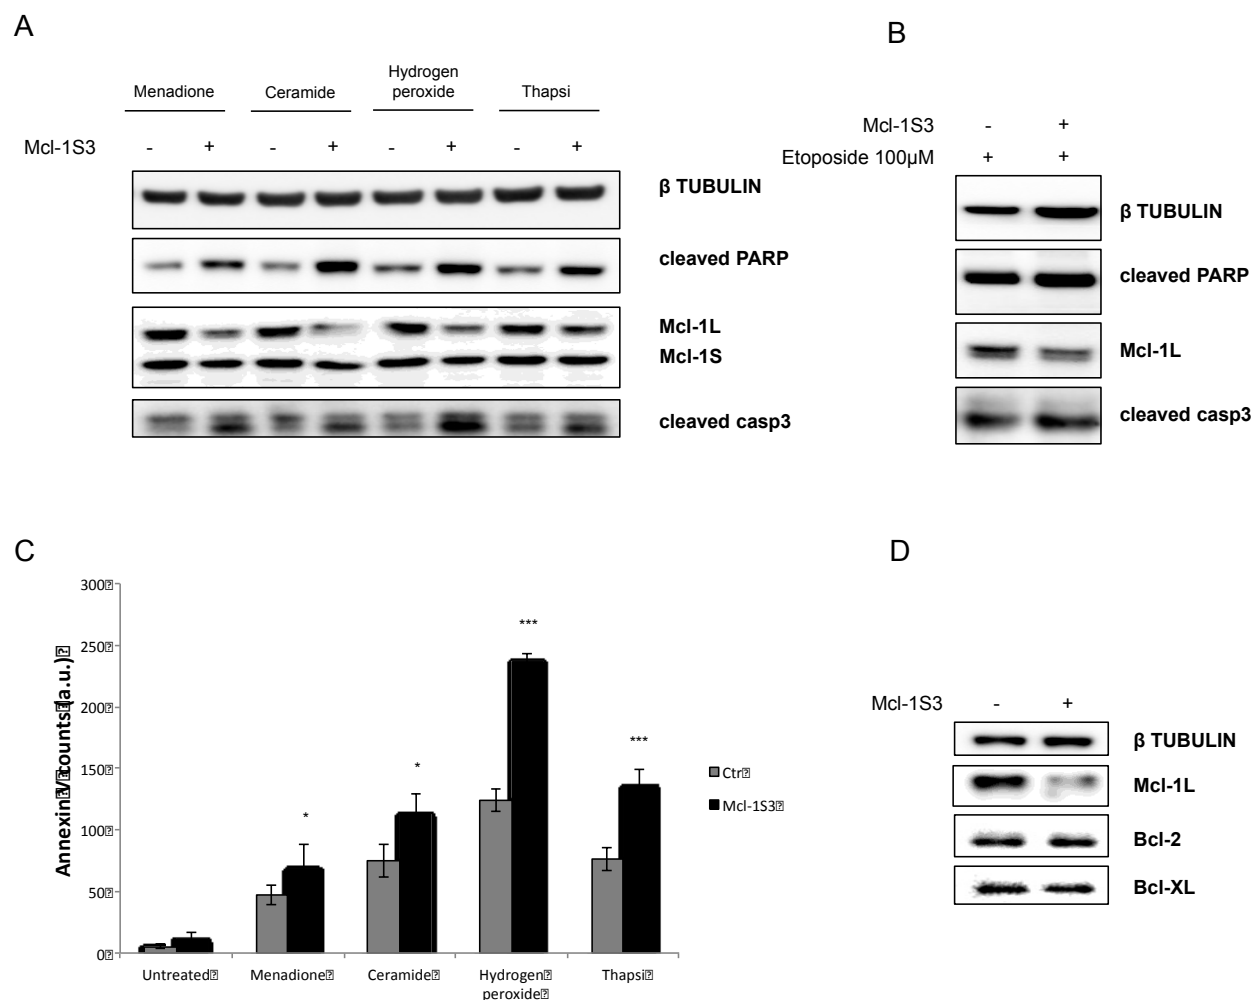 A
Menadione
Ceramide
Hydrogen
peroxide
Thapsi
Mcl-1S3 - + - + - + - +
β TUBULIN
cleaved PARP
Mcl-1L
Mcl-1S
cleaved casp3
B
Mcl-1S3 - +
Etoposide 100µM + +
β TUBULIN
cleaved PARP
Mcl-1L
cleaved casp3
C
Annexin V counts (a.u.)
300
250
200
150
100
50
0
***
***
*
*
Untreated
Menadione
Ceramide
Hydrogen
peroxide
Thapsi
Ctr
Mcl-1S3
D
Mcl-1S3 - +
β TUBULIN
Mcl-1L
Bcl-2
Bcl-XL